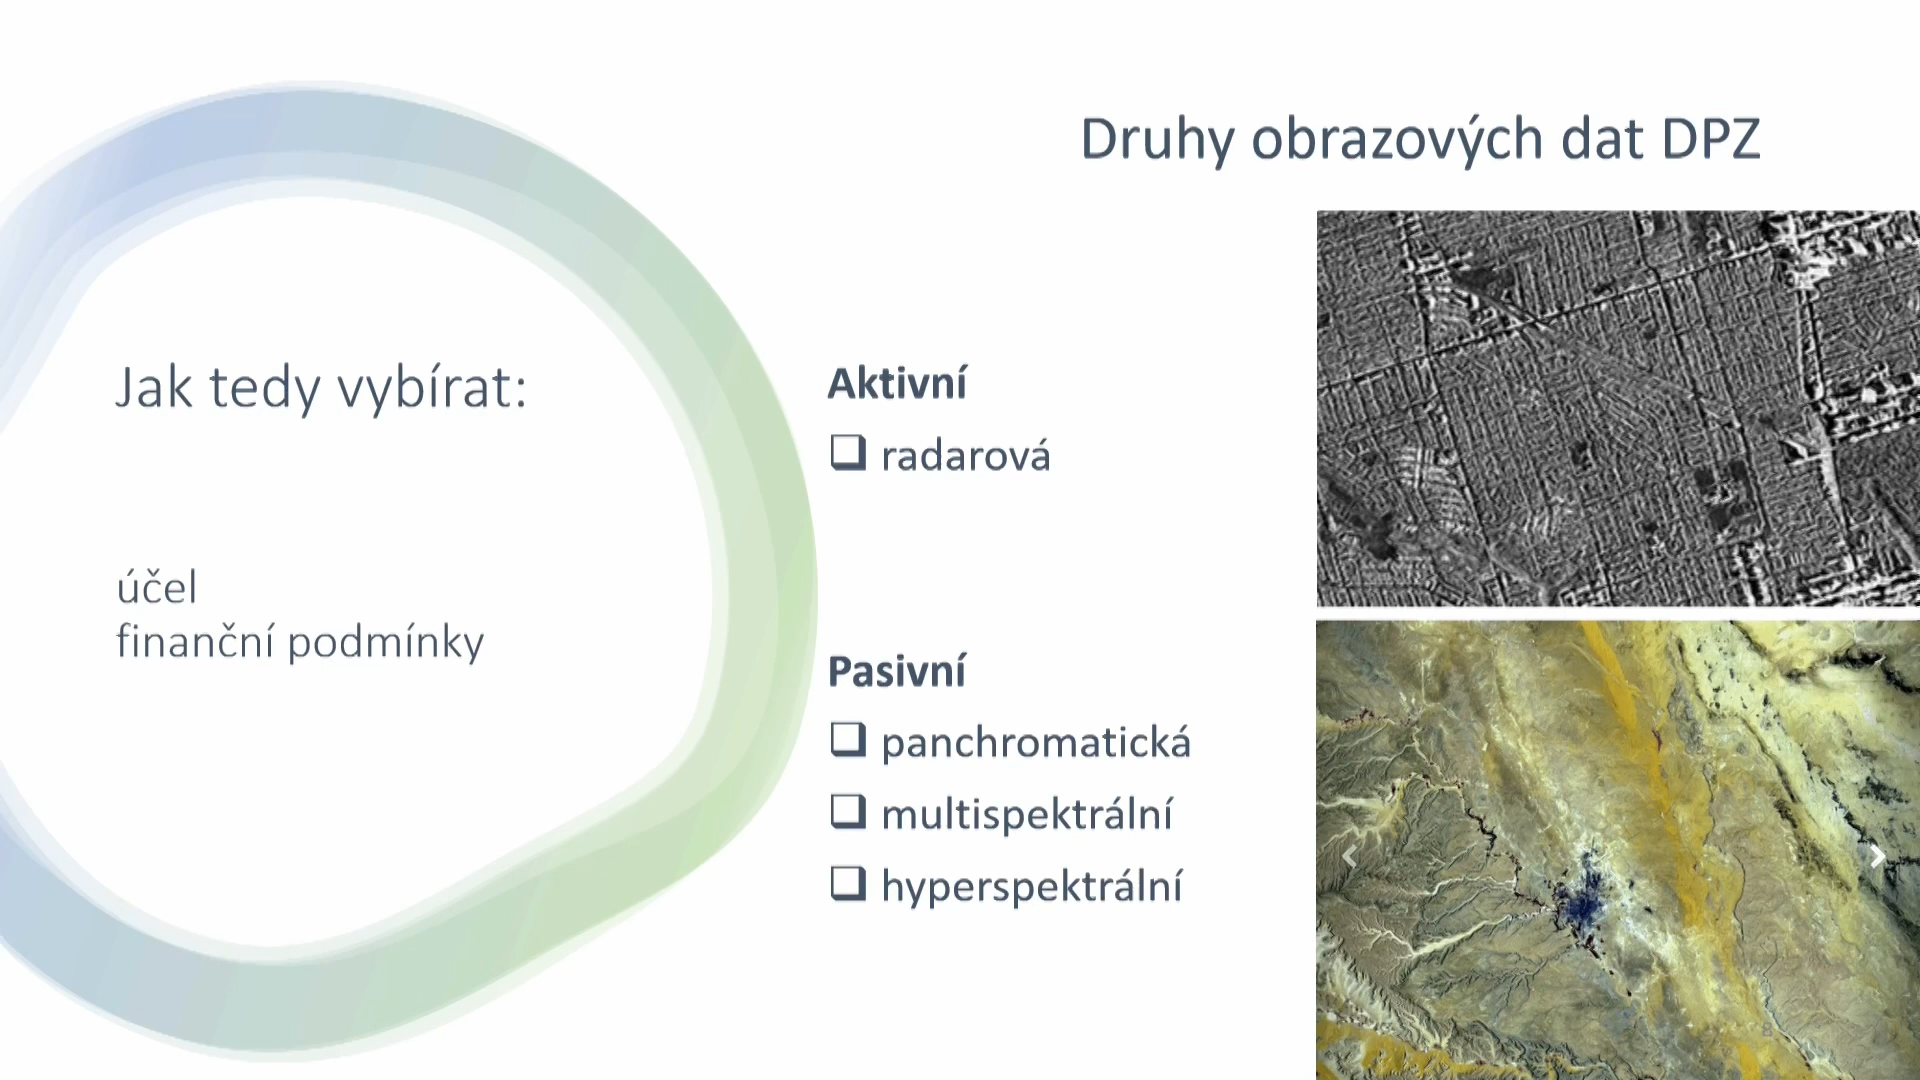 Druhy obrazových dat DPZ
Jak tedy vybírat:
účel
finanční podmínky
Aktivní
radarová
Pasivní
panchromatická
multispektrální
hyperspektrální